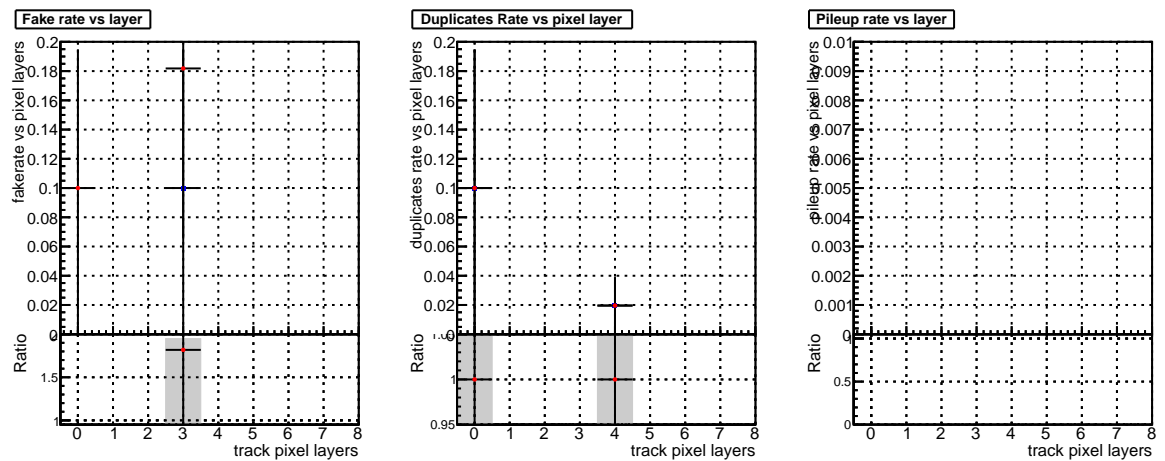 Fake rate vs layer
fakerate vs pixel layers
0.2
0.18
0.16
0.14
0.12
0.1
0.08
0.06
0.04
0.02
0
Ratio
2
1.5
1
0 1 2 3 4 5 6 7 8
track pixel layers
Duplicates Rate vs pixel layer
duplicates rate vs pixel layers
0.2
0.18
0.16
0.14
0.12
0.1
0.08
0.06
0.04
0.02
0
Ratio
1
0.95
0 1 2 3 4 5 6 7 8
track pixel layers
Pileup rate vs layer
pileup rate vs pixel layers
0.01
0.009
0.008
0.007
0.006
0.005
0.004
0.003
0.002
0.001
0
Ratio
1
0.5
0
0 1 2 3 4 5 6 7 8
track pixel layers